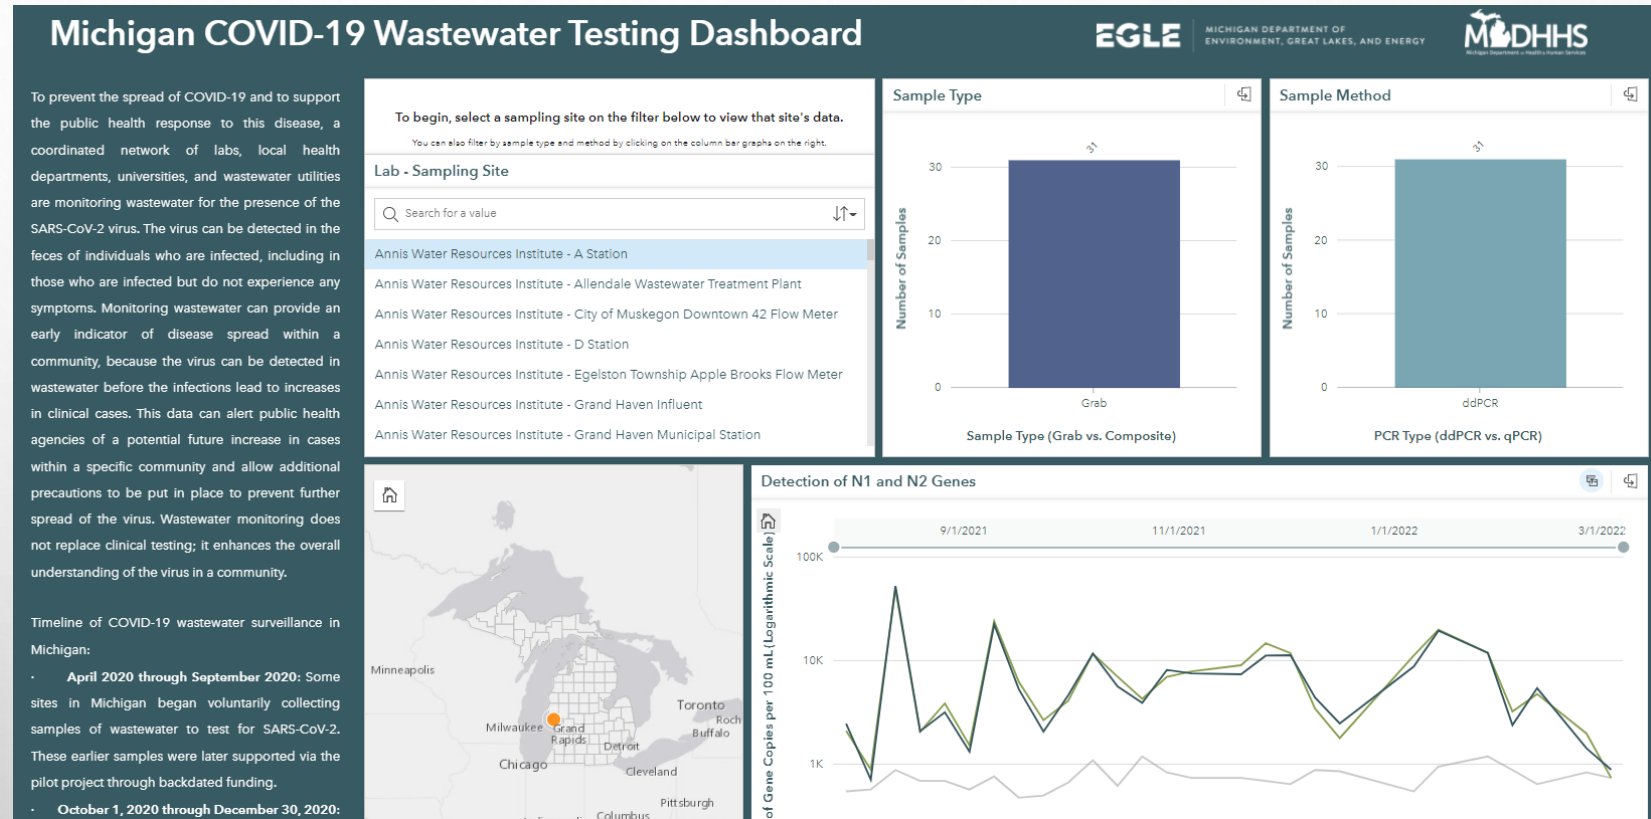 Michigan COVID-19 Wastewater Testing Dashboard
EGLE
MICHIGAN DEPARTMENT OF
ENVIRONMENT, GREAT LAKES, AND ENERGY
MDHHS
Michigan Department of Health & Human Services
To prevent the spread of COVID-19 and to support
the public health response to this disease, a
coordinated network of labs, local health
departments, universities, and wastewater utilities
are monitoring wastewater for the presence of the
SARS-CoV-2 virus. The virus can be detected in the
feces of individuals who are infected, including in
those who are infected but do not experience any
symptoms. Monitoring wastewater can provide an
early indicator of disease spread within a
community, because the virus can be detected in
wastewater before the infections lead to increases
in clinical cases. This data can alert public health
agencies of a potential future increase in cases
within a specific community and allow additional
precautions to be put in place to prevent further
spread of the virus. Wastewater monitoring does
not replace clinical testing; it enhances the overall
understanding of the virus in a community.
Timeline of COVID-19 wastewater surveillance in
Michigan:
· April 2020 through September 2020: Some
sites in Michigan began voluntarily collecting
samples of wastewater to test for SARS-CoV-2.
These earlier samples were later supported via the
pilot project through backdated funding.
· October 1, 2020 through December 30, 2020:
To begin, select a sampling site on the filter below to view that site's data.
You can also filter by sample type and method by clicking on the column bar graphs on the right.
Lab - Sampling Site
Search for a value
Annis Water Resources Institute - A Station
Annis Water Resources Institute - Allendale Wastewater Treatment Plant
Annis Water Resources Institute - City of Muskegon Downtown 42 Flow Meter
Annis Water Resources Institute - D Station
Annis Water Resources Institute - Egelston Township Apple Brooks Flow Meter
Annis Water Resources Institute - Grand Haven Influent
Annis Water Resources Institute - Grand Haven Municipal Station
Sample Type
31
30
20
10
0
Number of Samples
Grab
Sample Type (Grab vs. Composite)
Sample Method
31
30
20
10
0
Number of Samples
ddPCR
PCR Type (ddPCR vs. qPCR)
Minneapolis
Milwaukee
Grand
Rapids
Detroit
Toronto
Roch
Buffalo
Chicago
Cleveland
Pittsburgh
Columbus
Detection of N1 and N2 Genes
9/1/2021
11/1/2021
1/1/2022
3/1/2022
100K
10K
1K
of Gene Copies per 100 mL (Logarithmic Scale)